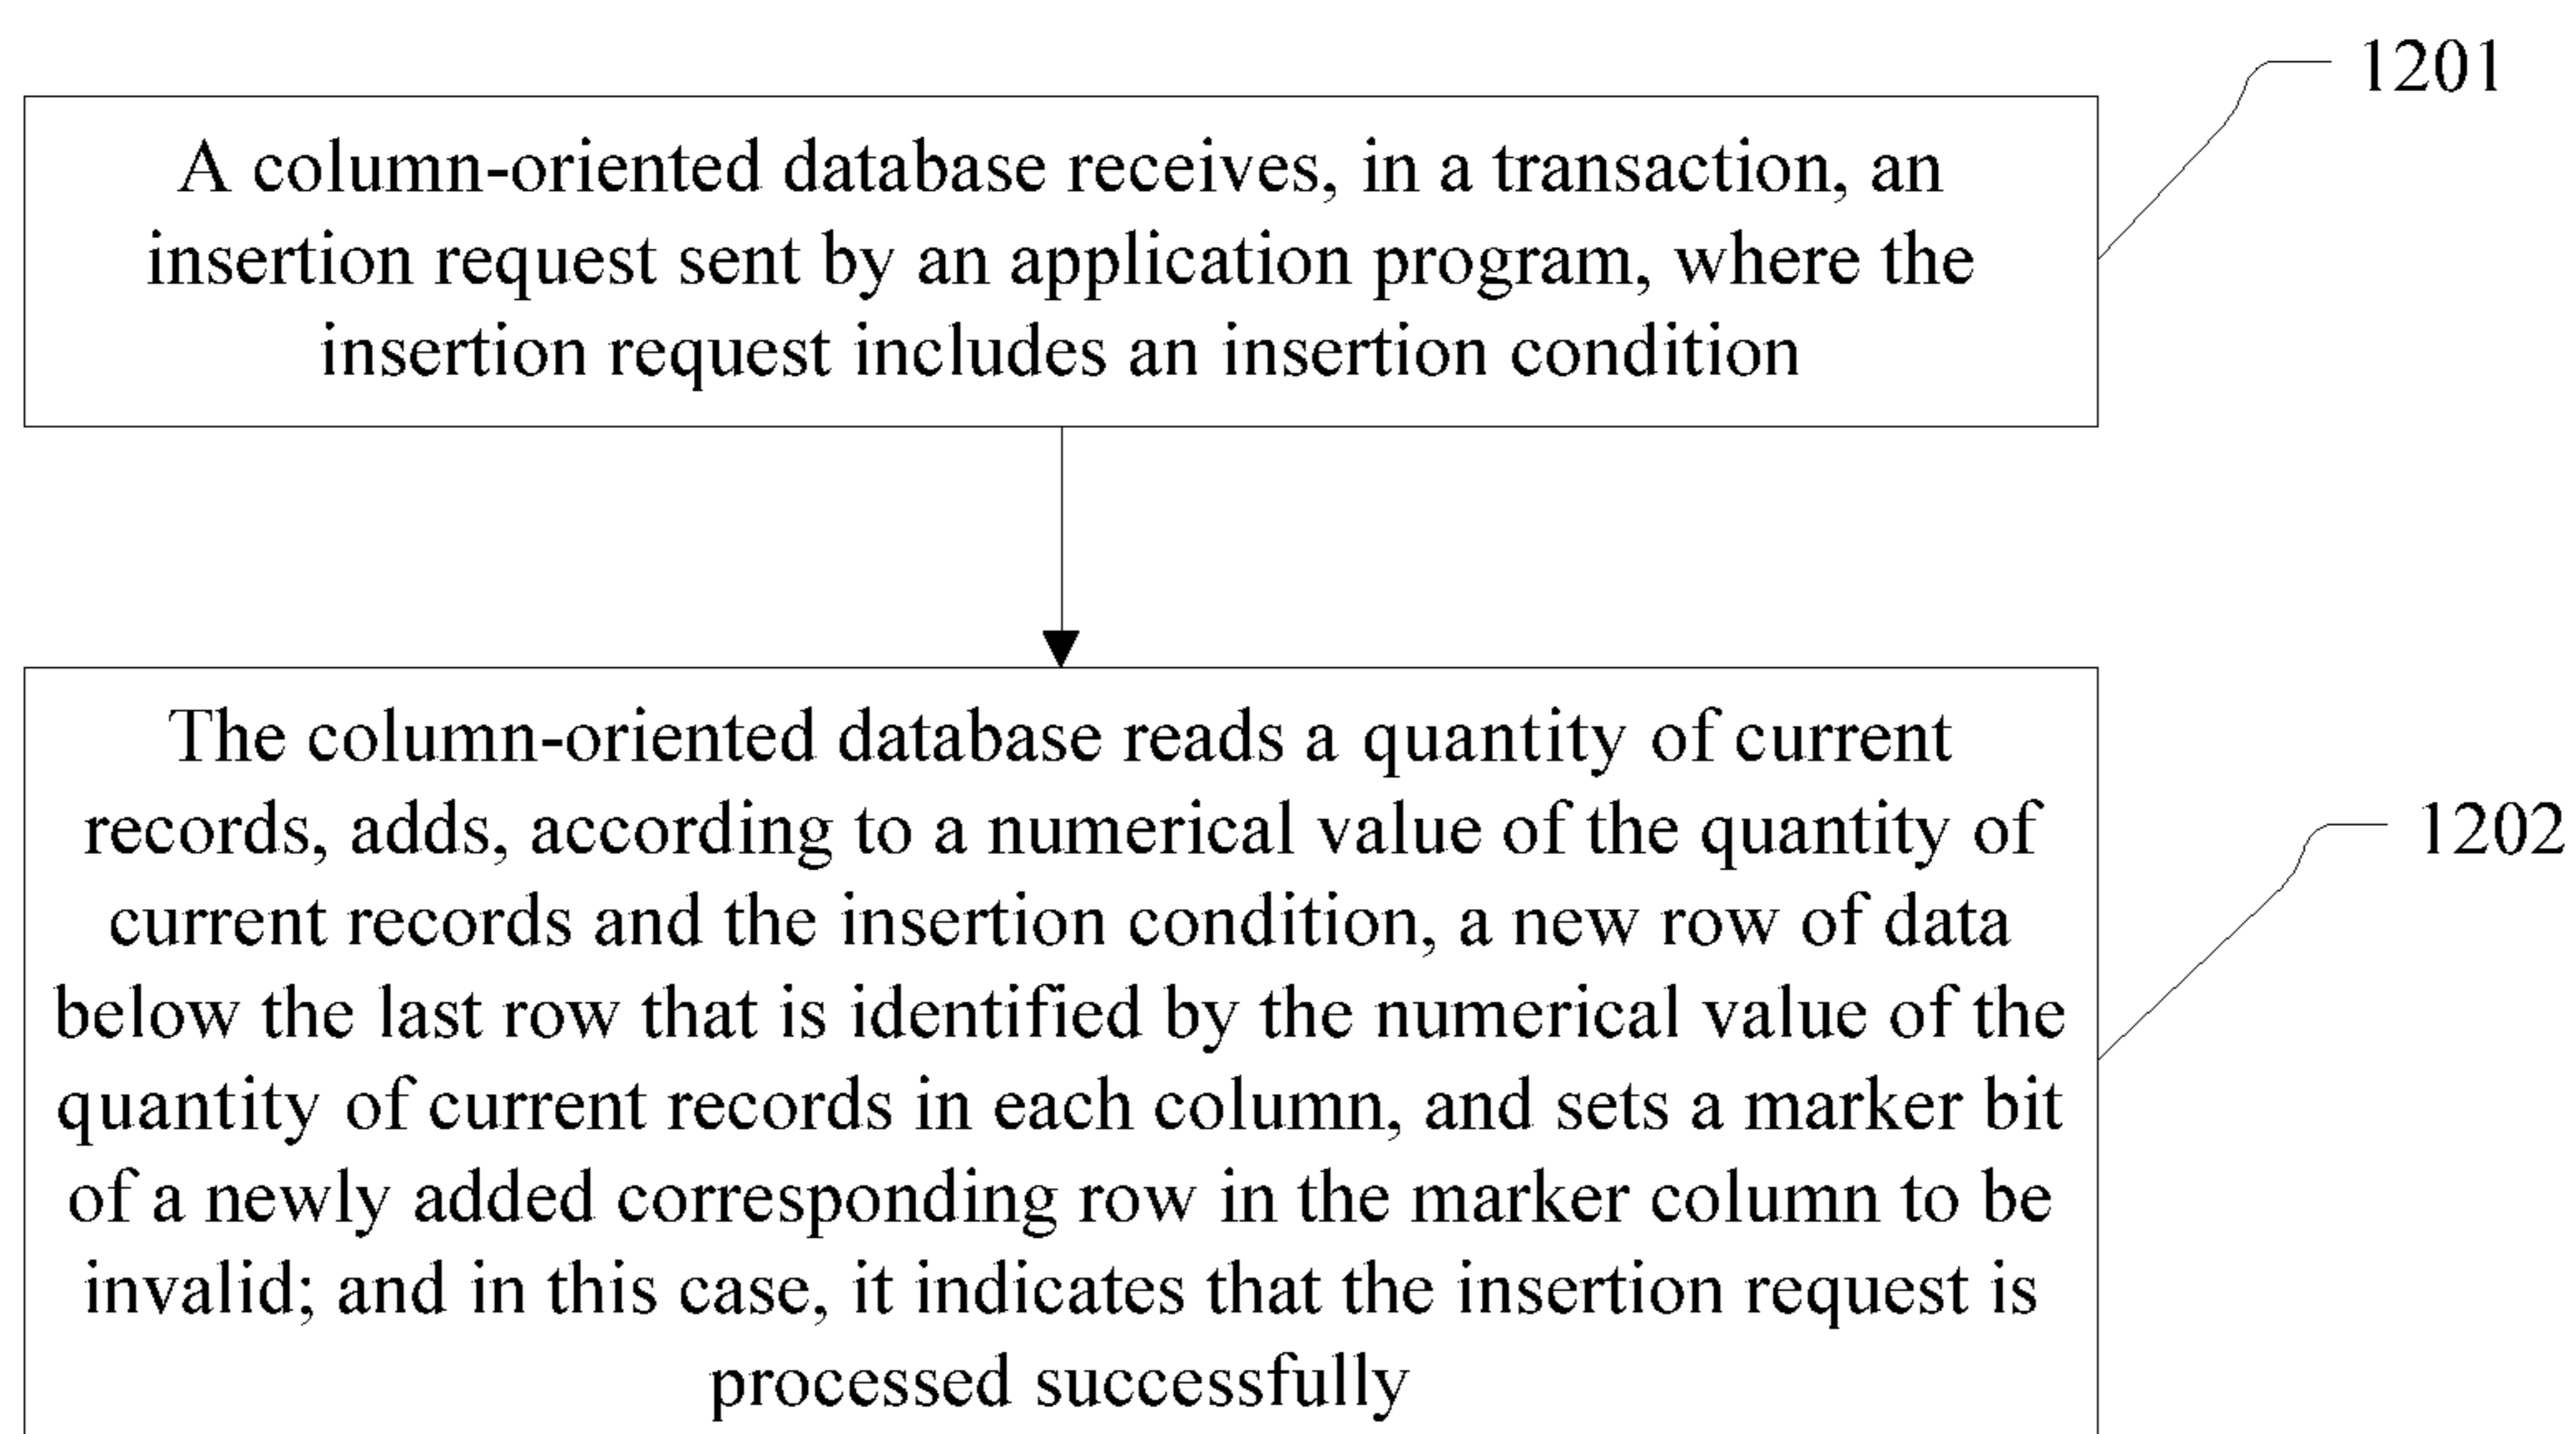 1201
A column-oriented database receives, in a transaction, an
insertion request sent by an application program, where the
insertion request includes an insertion condition
The column-oriented database reads a quantity of current
records, adds, according to a numerical value of the quantity of
current records and the insertion condition, a new row of data
below the last row that is identified by the numerical value of the
quantity of current records in each column, and sets a marker bit
of a newly added corresponding row in the marker column to be
invalid; and in this case, it indicates that the insertion request is
processed successfully
1202